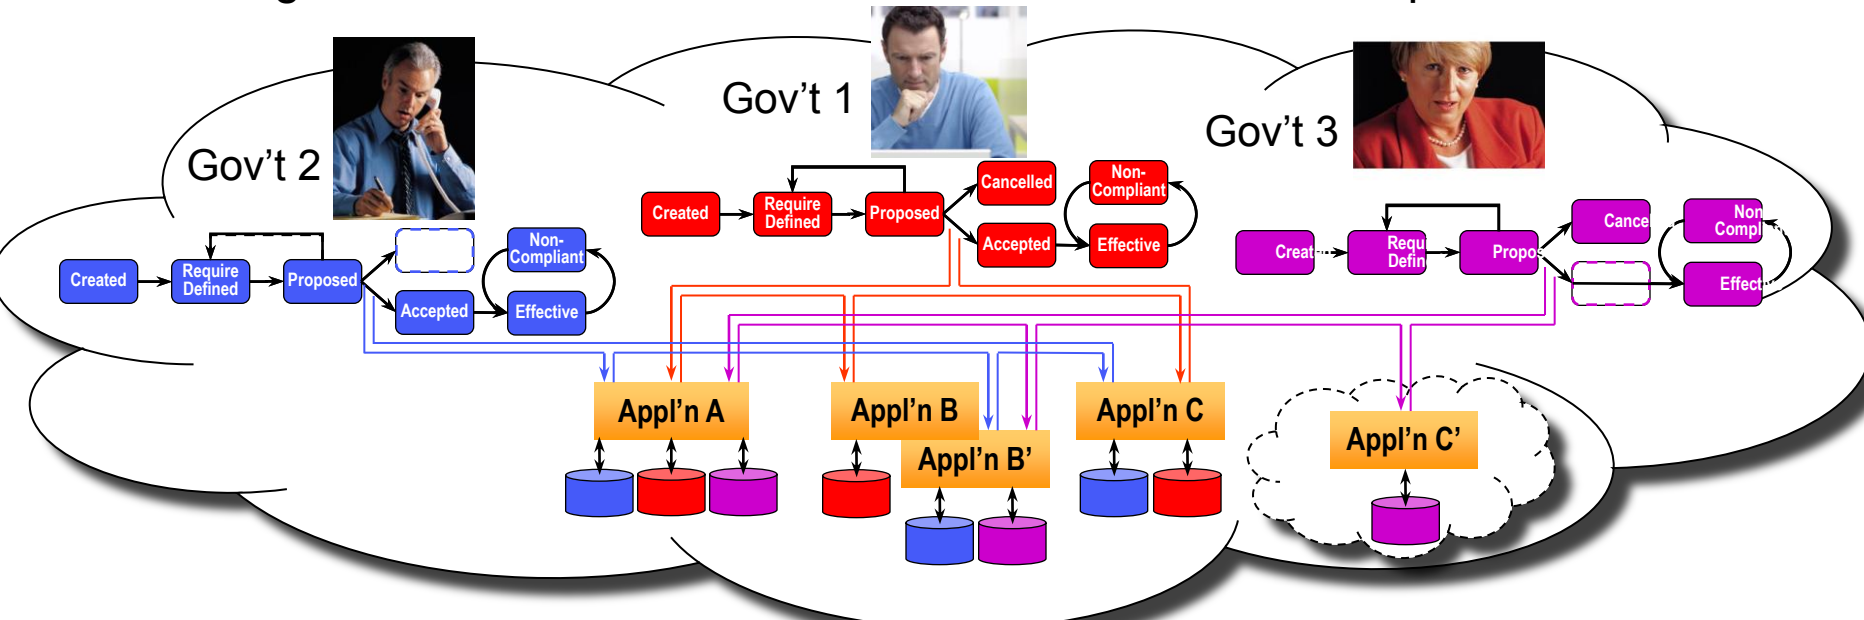 Gov't 1
Gov't 2
Gov't 3
Created
Require
Defined
Proposed
Accepted
Non-
Compliant
Effective
Created
Require
Defined
Proposed
Cancelled
Accepted
Non-
Compliant
Effective
Creat
Requ
Defin
Propos
Cance
Non
Compl
Effect
Appl'n A
Appl'n B
Appl'n B'
Appl'n C
Appl'n C'